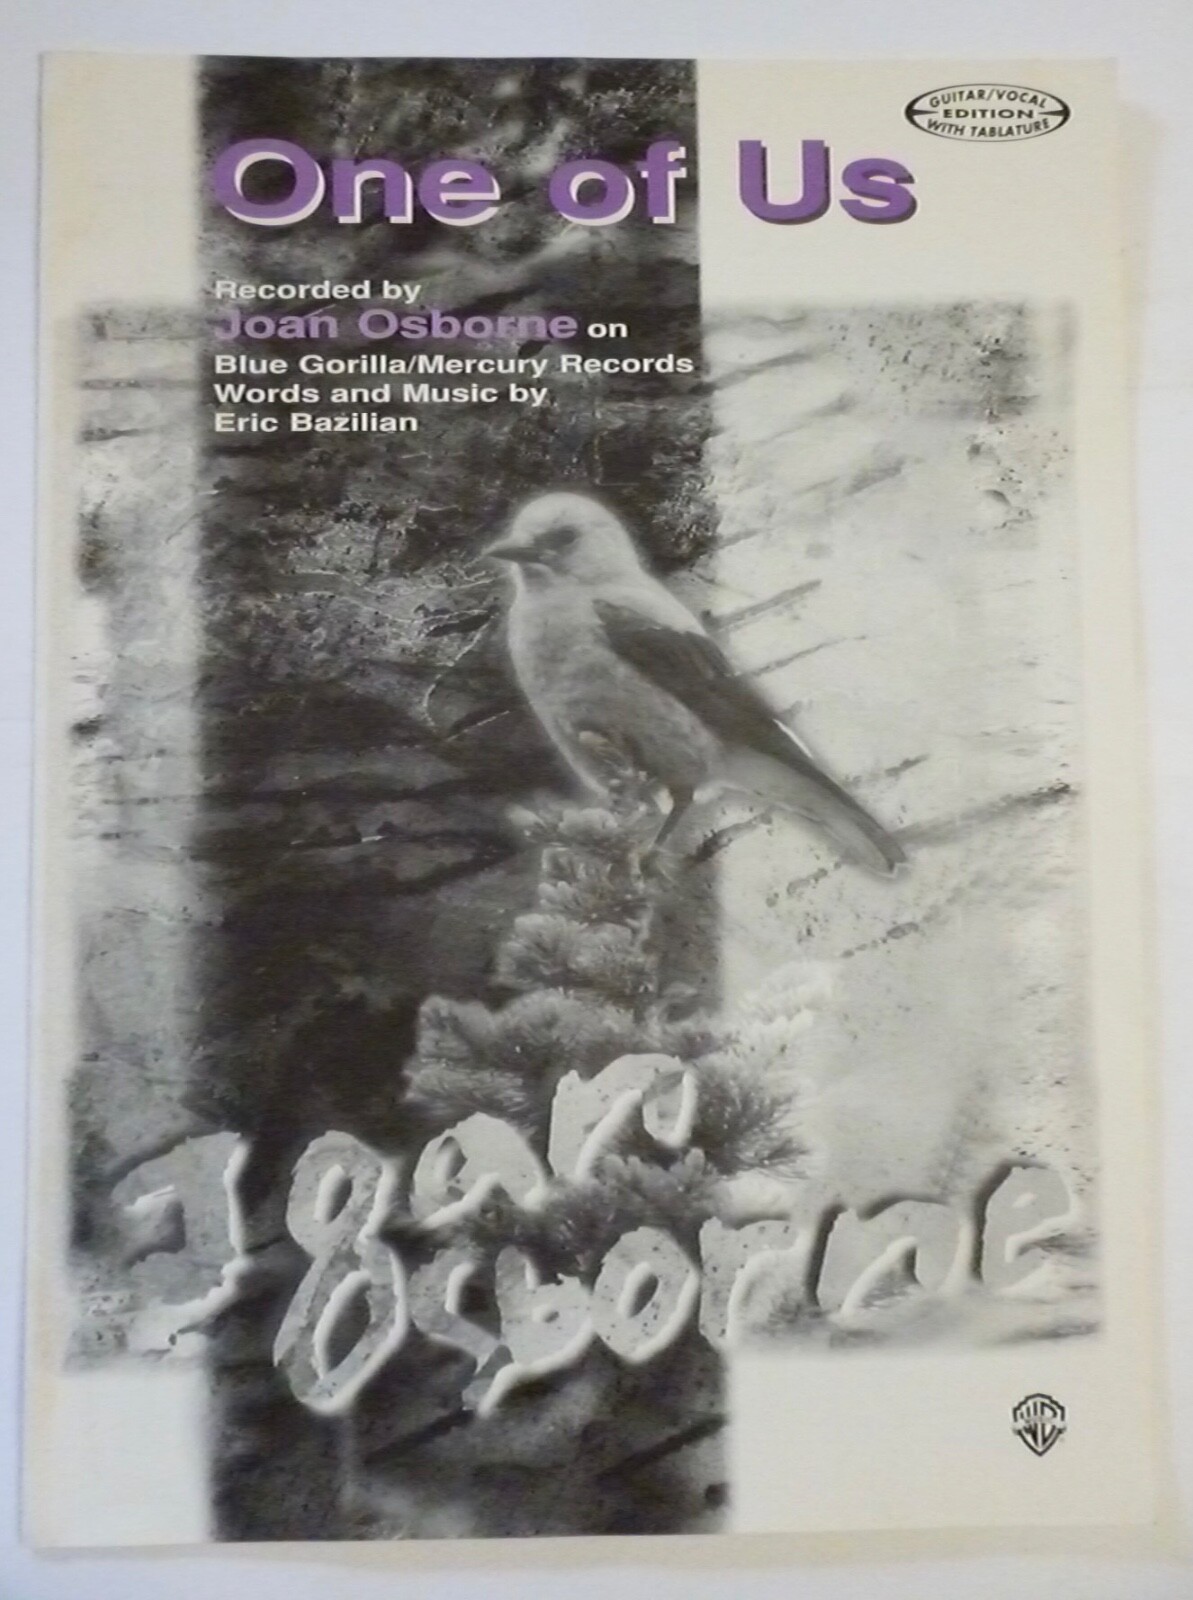 GUITAR/VOCAL
EDITION
WITH TABLATURE
One of Us
Recorded by
Joan Osborne on
Blue Gorilla/Mercury Records
Words and Music by
Eric Bazilian
Joan
Osborne